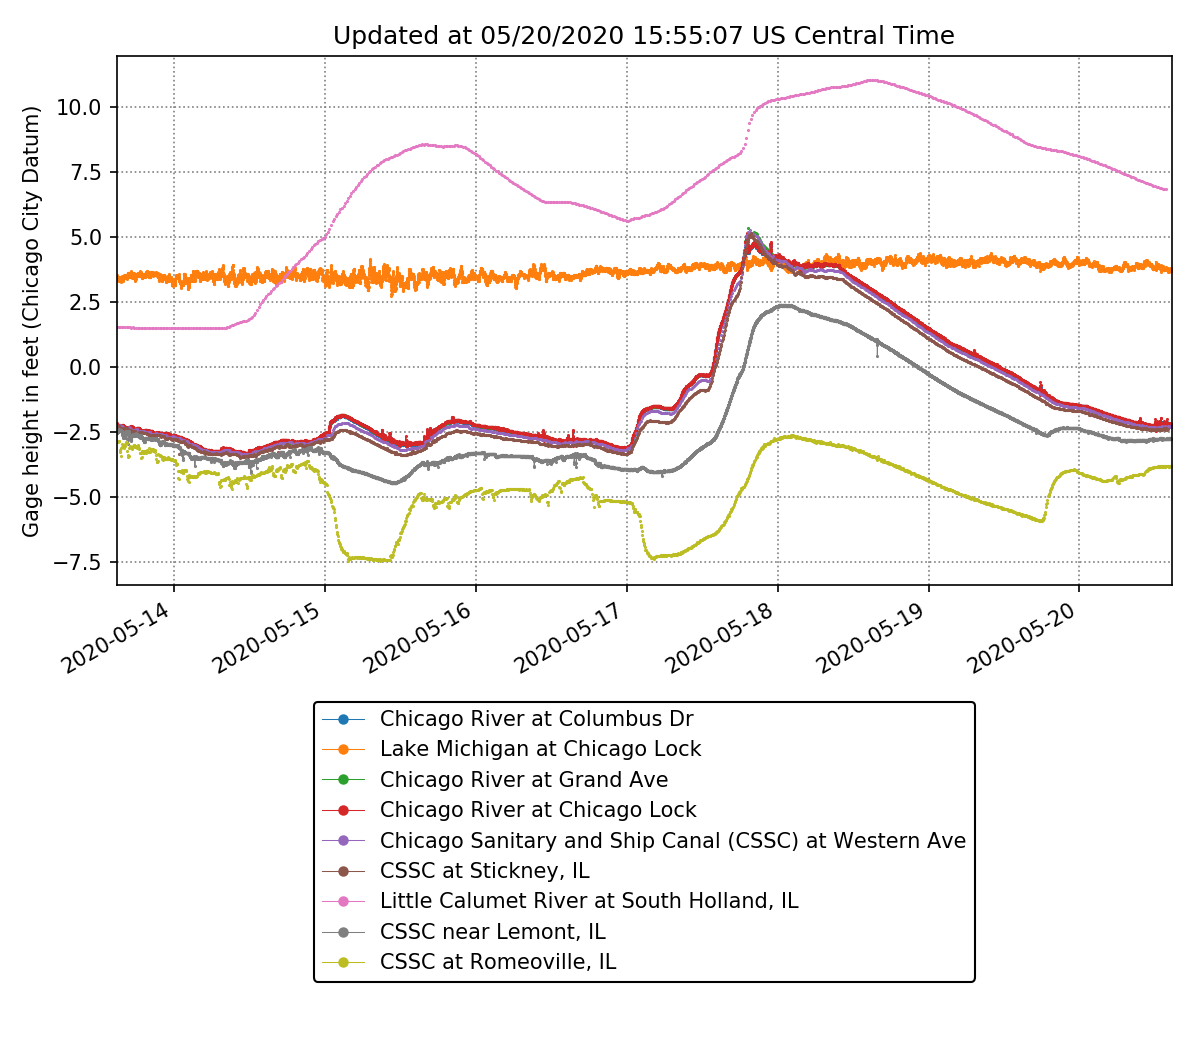 Updated at 05/20/2020 15:55:07 US Central Time
Gage height in feet (Chicago City Datum)
10.0
7.5
5.0
2.5
0.0
−2.5
−5.0
−7.5
2020-05-14
2020-05-15
2020-05-16
2020-05-17
2020-05-18
2020-05-19
2020-05-20
Chicago River at Columbus Dr
Lake Michigan at Chicago Lock
Chicago River at Grand Ave
Chicago River at Chicago Lock
Chicago Sanitary and Ship Canal (CSSC) at Western Ave
CSSC at Stickney, IL
Little Calumet River at South Holland, IL
CSSC near Lemont, IL
CSSC at Romeoville, IL